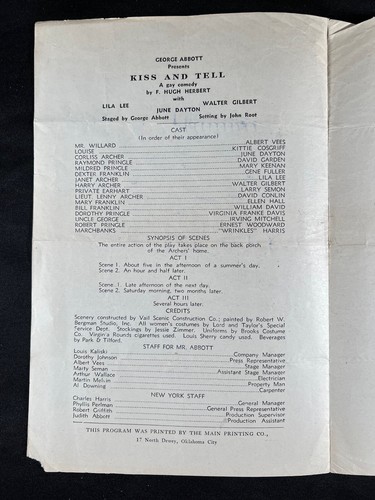 GEORGE ABBOTT
Presents
KISS AND TELL
A gay comedy
by F. HUGH HERBERT
with
LILA LEE WALTER GILBERT
JUNE DAYTON
Staged by George Abbott Setting by John Root
CAST
(In order of their appearance)
MR. WILLARD ALBERT VEES
LOUISE KITTIE COSGRIFF
CORLISS ARCHER JUNE DAYTON
RAYMOND PRINGLE DAVID GARDEN
MILDRED PRINGLE MARY KEENAN
DEXTER FRANKLIN GENE FULLER
JANET ARCHER LILA LEE
HARRY ARCHER WALTER GILBERT
PRIVATE EARHART LARRY SEMON
LIEUT LENNY ARCHER DAVID CONLIN
MARY FRANKLIN ELLEN HALL
BILL FRANKLIN WILLIAM DAVID
DOROTHY PRINGLE VIRGINIA FRANKE DAVIS
UNCLE GEORGE IRVING MITCHELL
ROBERT PRINGLE ERNEST WOODWARD
MARCHBANKS "WRINKLES" HARRIS
SYNOPSIS OF SCENES
The entire action of the play takes place on the back porch
of the Archers' home.
ACT I
Scene 1. About five in the afternoon of a summer's day.
Scene 2. An hour and half later.
ACT II
Scene 1. Late afternoon of the next day.
Scene 2. Saturday morning, two months later.
ACT III
Several hours later.
CREDITS
Scenery constructed by Vail Scenic Construction Co.; painted by Robert W.
Bergman Studio, Inc. All women's costumes by Lord and Taylor's Special
Service Dept. Stockings by Jessie Zimmer. Uniforms by Brooks Costume
Co. Virginia Rounds cigarettes used. Louis Sherry candy used. Beverages
by Park & Tilford.
STAFF FOR MR. ABBOTT
Louis Kaliski Company Manager
Dorothy Johnson Press Representative
Albert Vees Stage Manager
Marty Seman Assistant Stage Manager
Arthur Wallace Electrician
Martin Malvin Property Man
Al Downing Carpenter
NEW YORK STAFF
Charles Harris General Manager
Phyllis Perlman General Press Representative
Robert Griffith Production Supervisor
Judith Abbott Production Assistant
THIS PROGRAM WAS PRINTED BY THE MAIN PRINTING CO.,
17 North Dewey, Oklahoma City